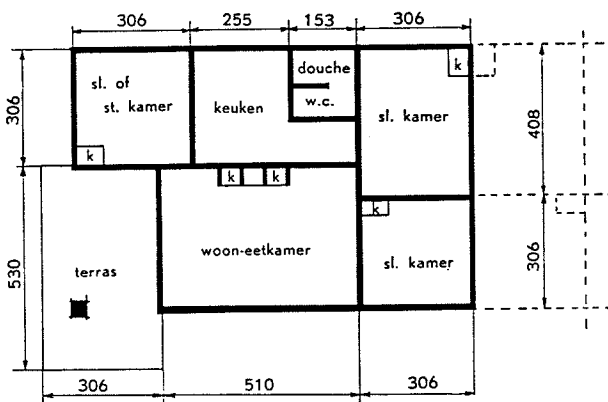 306 255 153 306
sl. of
st. kamer
k
306
keuken
douche
w.c.
k
sl. kamer
408
k k
woon-eetkamer
k
sl. kamer
306
terras
530
306 510 306